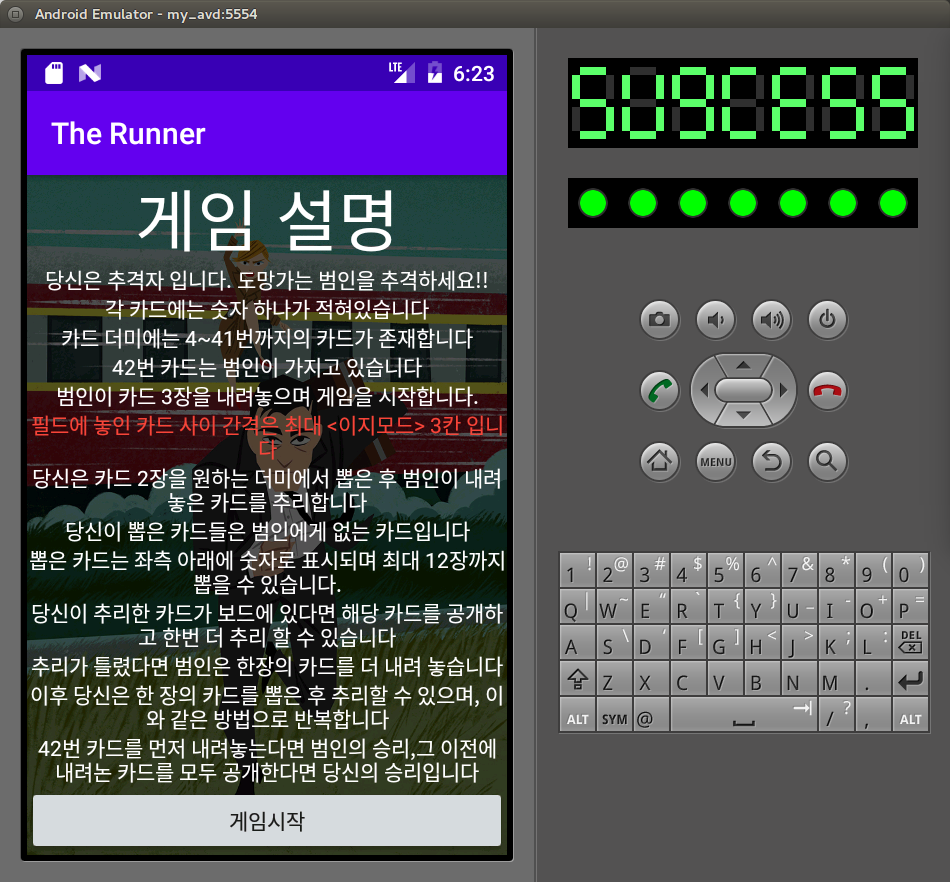 Android Emulator - my_avd:5554
LTE 6:23
The Runner
게임 설명
당신은 추격자 입니다. 도망가는 범인을 추격하세요!!
각 카드에는 숫자 하나가 적혀있습니다
카드 더미에는 4~41번까지의 카드가 존재합니다
42번 카드는 범인이 가지고 있습니다
범인이 카드 3장을 내려놓으며 게임을 시작합니다.
필드에 놓인 카드 사이 간격은 최대 <이지모드> 3칸 입니
다
당신은 카드 2장을 원하는 더미에서 뽑은 후 범인이 내려
놓은 카드를 추리합니다
당신이 뽑은 카드들은 범인에게 없는 카드입니다
뽑은 카드는 좌측 아래에 숫자로 표시되며 최대 12장까지
뽑을 수 있습니다.
당신이 추리한 카드가 보드에 있다면 해당 카드를 공개하
고 한번 더 추리 할 수 있습니다
추리가 틀렸다면 범인은 한장의 카드를 더 내려 놓습니다
이후 당신은 한 장의 카드를 뽑은 후 추리할 수 있으며, 이
와 같은 방법으로 반복합니다
42번 카드를 먼저 내려놓는다면 범인의 승리,그 이전에
내려논 카드를 모두 공개한다면 당신의 승리입니다
게임시작
SUCCESS
MENU
1 ! 2 @ 3 # 4 $ 5 % 6 ^ 7 & 8 * 9 ( 0 )
Q | W ~ E “ R ` T { Y } U _ I - O + P =
A S \ D ‘ F [ G ] H < J > K ; L : DEL
Z X C V B N M .
ALT SYM @ / ? , ALT